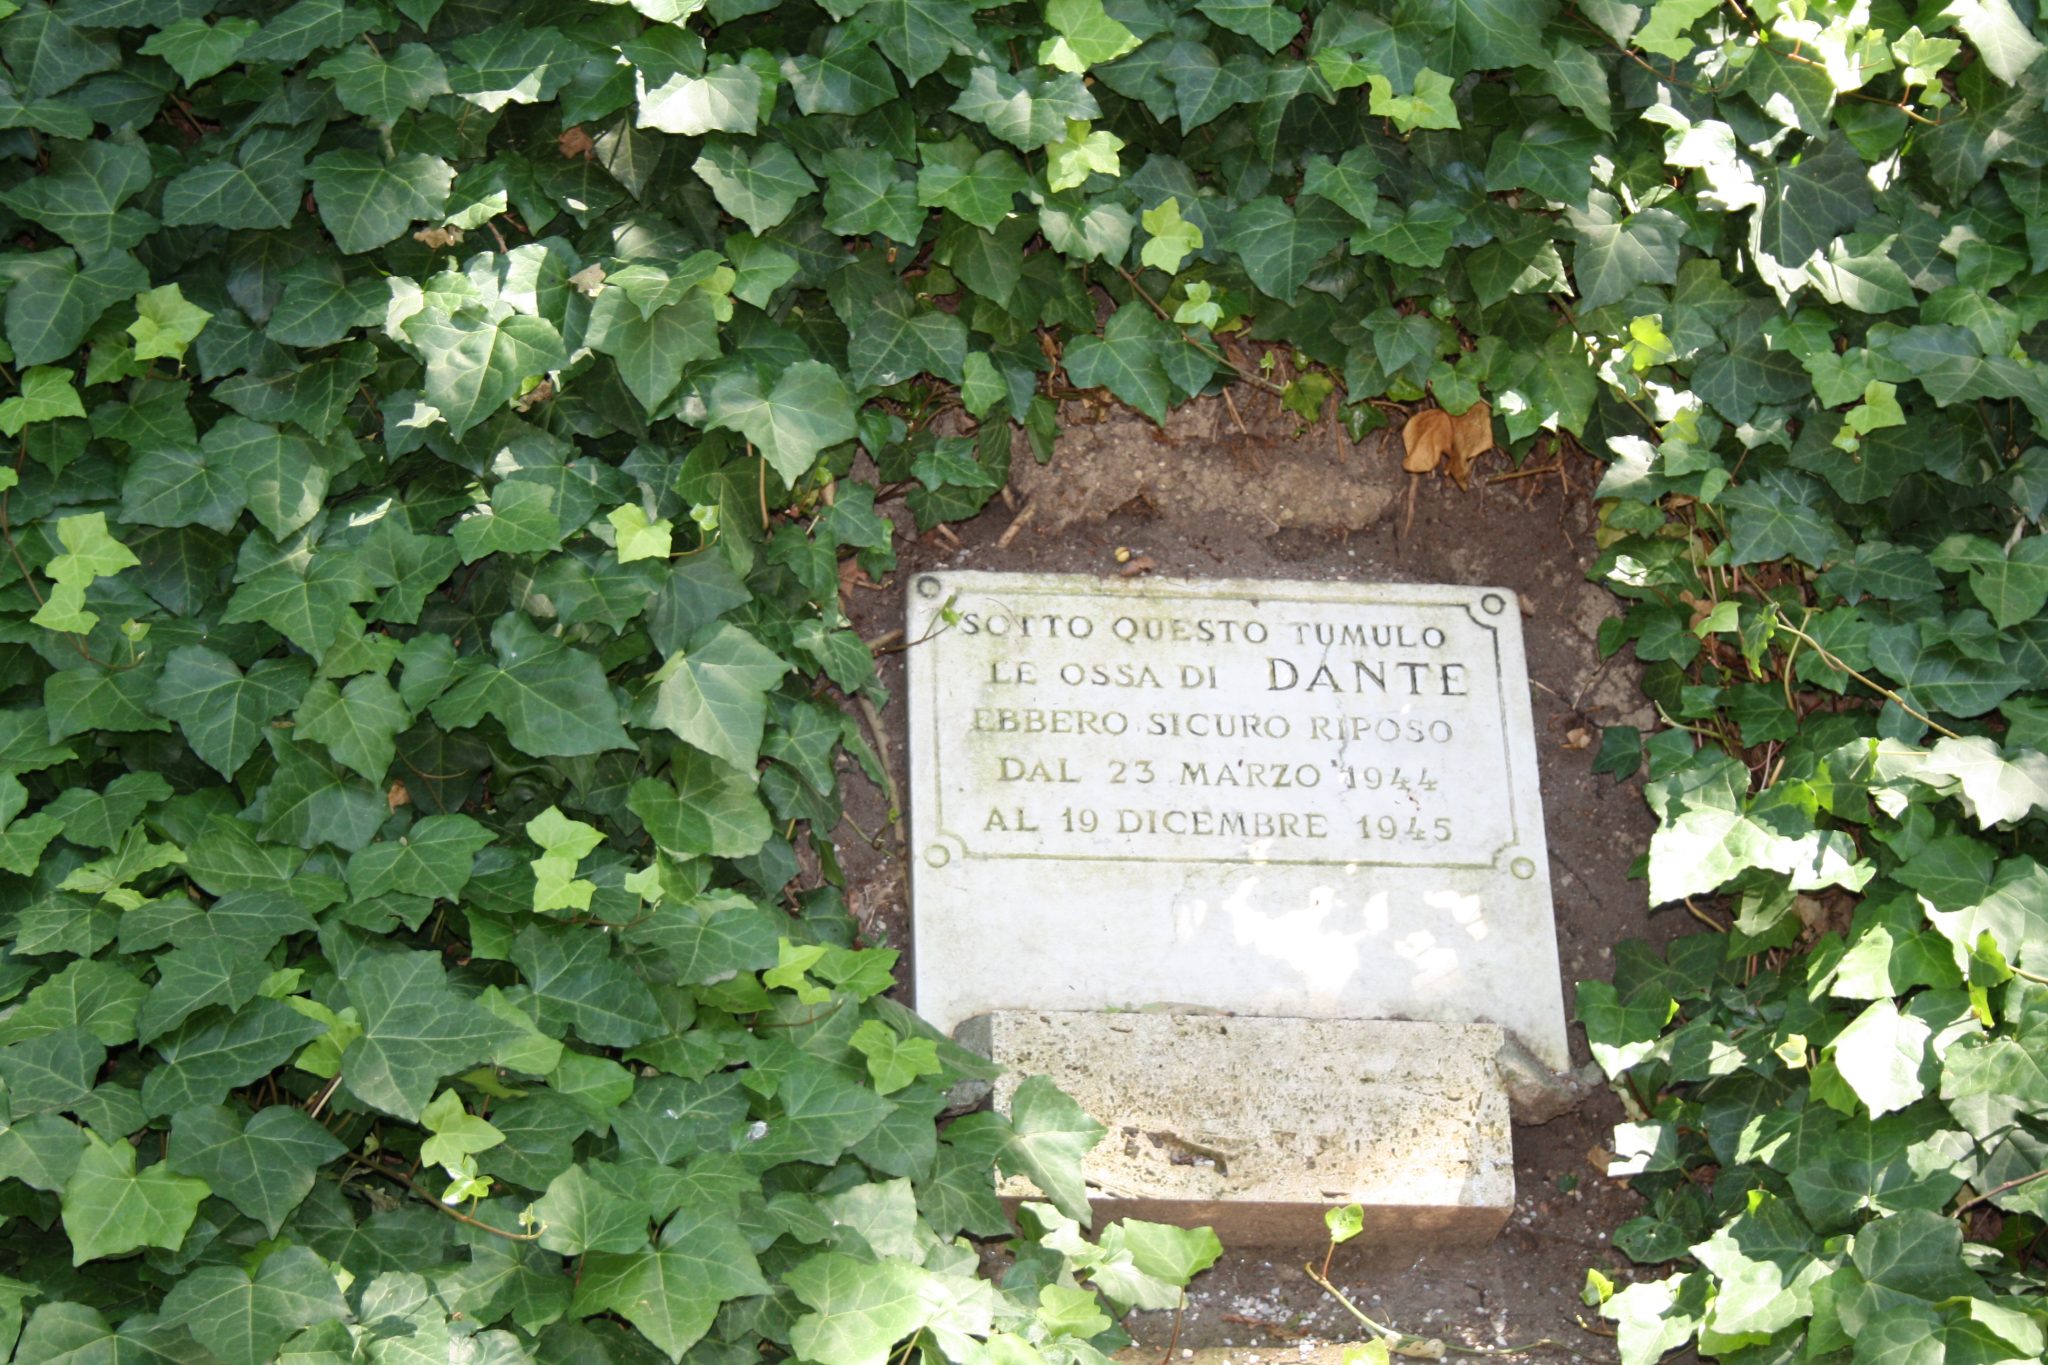 SOTTO QUESTO TUMULO
LE OSSA DI DANTE
EBBERO SICURO RIPOSO
DAL 23 MARZO 1944
AL 19 DICEMBRE 1945